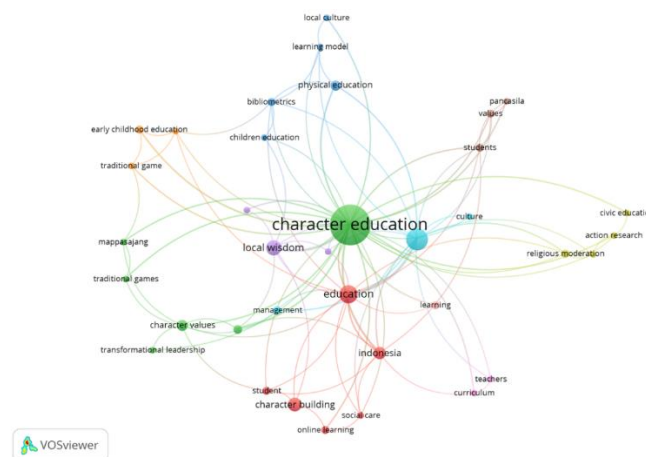 local culture
learning model
physical education
bibliometrics
pancasila
values
early childhood education
children education
students
traditional game
character education
culture
civic educatio
action research
mappasajang
local wisdom
religious moderation
traditional games
education
management
learning
character values
transformational leadership
indonesia
teachers
student
curriculum
character building
social care
online learning
VOSviewer